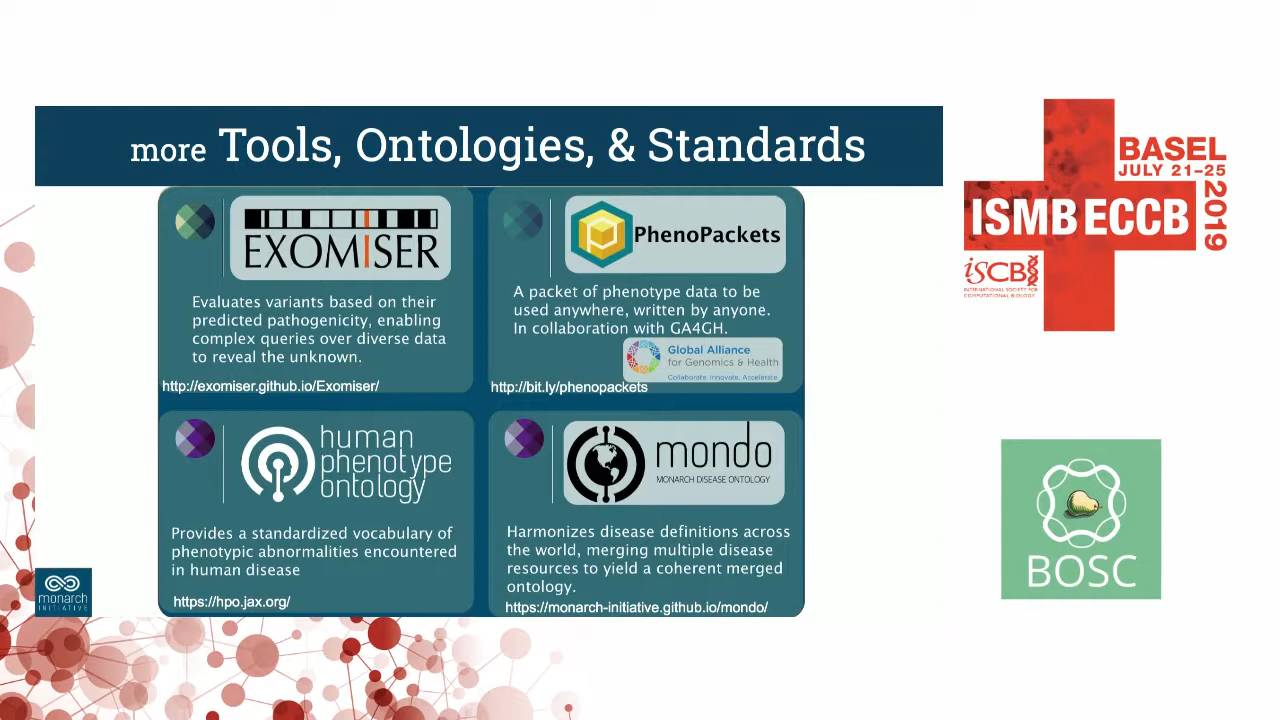 more Tools, Ontologies, & Standards
EXOMISER
Evaluates variants based on their
predicted pathogenicity, enabling
complex queries over diverse data
to reveal the unknown.
http://exomiser.github.io/Exomiser/
PhenoPackets
A packet of phenotype data to be
used anywhere, written by anyone.
In collaboration with GA4GH.
Global Alliance
for Genomics & Health
Collaborate. Innovate. Accelerate.
http://bit.ly/phenopackets
human
phenotype
ontology
Provides a standardized vocabulary of
phenotypic abnormalities encountered
in human disease
https://hpo.jax.org/
mondo
MONARCH DISEASE ONTOLOGY
Harmonizes disease definitions across
the world, merging multiple disease
resources to yield a coherent merged
ontology.
https://monarch-initiative.github.io/mondo/
monarch
INITIATIVE
BASEL
JULY 21–25
2019
ISMB ECCB
ISCB
INTERNATIONAL SOCIETY FOR
COMPUTATIONAL BIOLOGY
BOSC